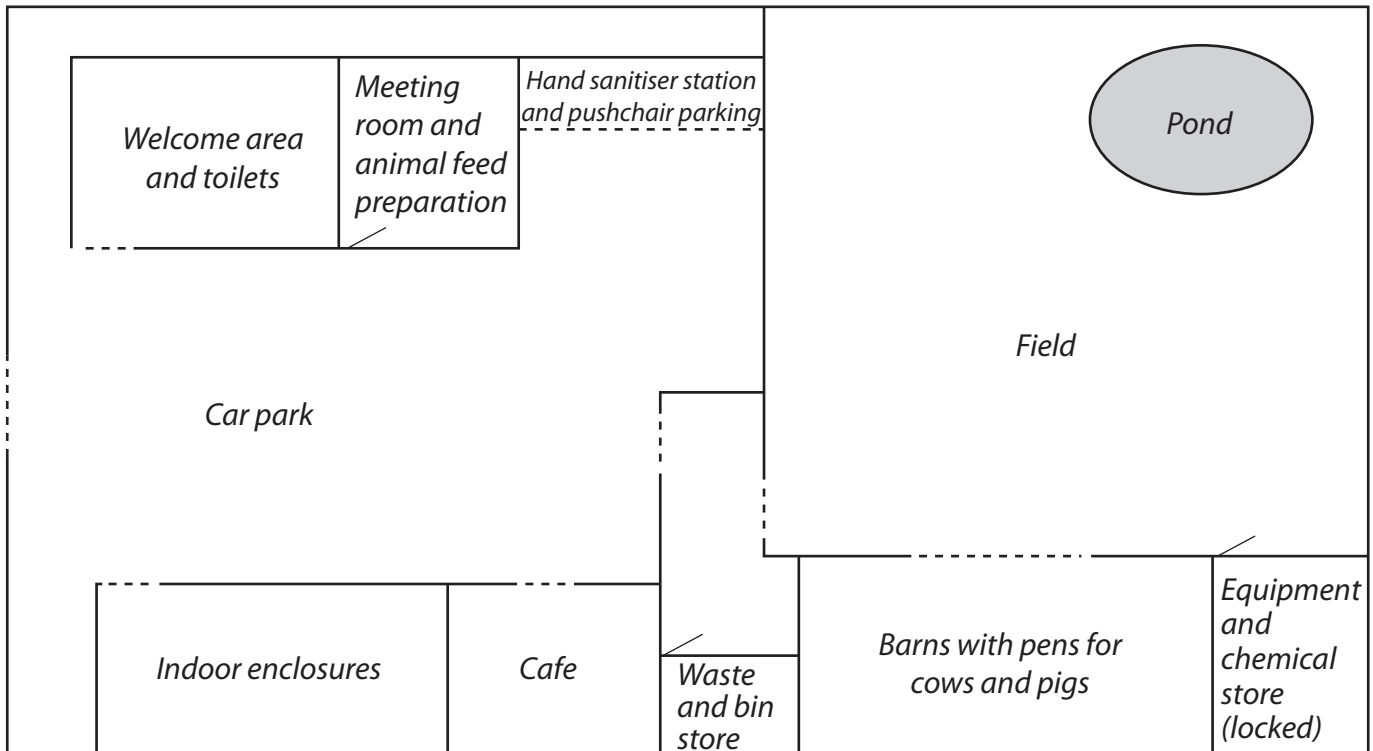 Welcome area
and toilets
Meeting
room and
animal feed
preparation
Hand sanitiser station
and pushchair parking
Pond
Field
Car park
Indoor enclosures
Cafe
Waste
and bin
store
Barns with pens for
cows and pigs
Equipment
and
chemical
store
(locked)